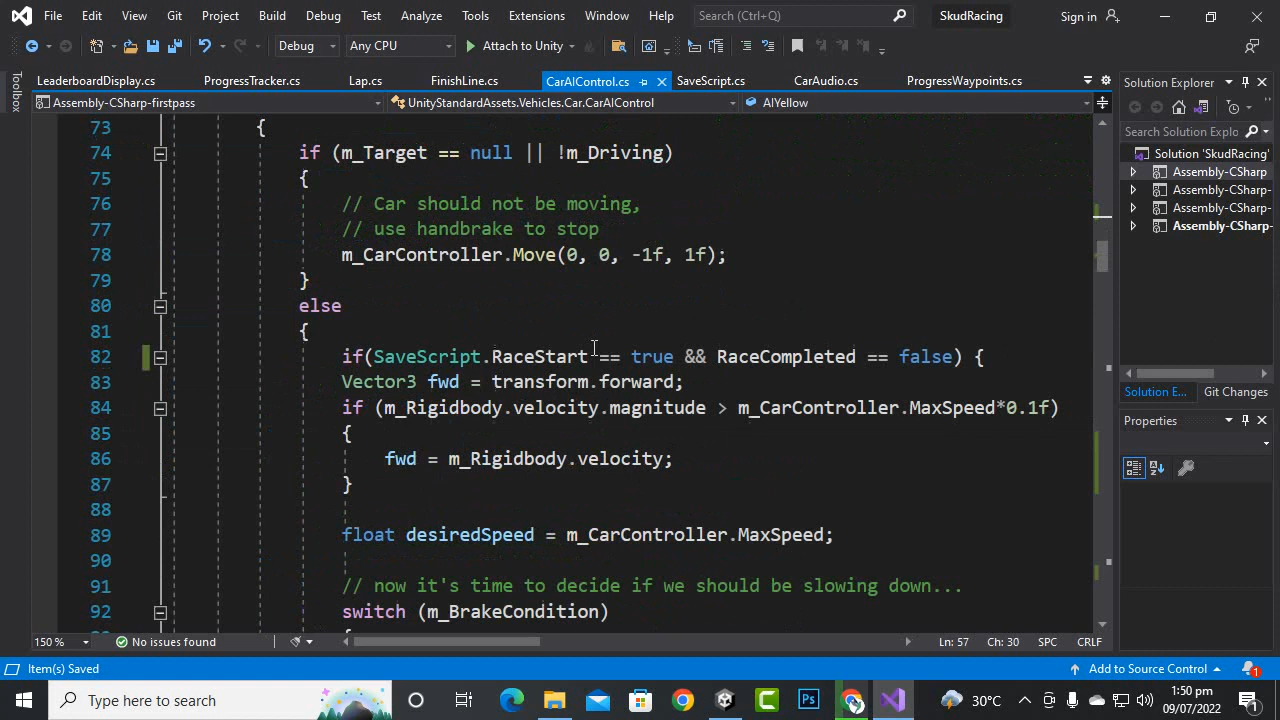 File Edit View Git Project Build Debug Test Analyze Tools Extensions Window Help Search (Ctrl+Q) SkudRacing Sign in
Debug Any CPU Attach to Unity
Toolbox
LeaderboardDisplay.cs ProgressTracker.cs Lap.cs FinishLine.cs CarAIControl.cs SaveScript.cs CarAudio.cs ProgressWaypoints.cs
Assembly-CSharp-firstpass UnityStandardAssets.Vehicles.Car.CarAIControl AIYellow
73 {
74 if (m_Target == null || !m_Driving)
75 {
76 // Car should not be moving,
77 // use handbrake to stop
78 m_CarController.Move(0, 0, -1f, 1f);
79 }
80 else
81 {
82 if(SaveScript.RaceStart == true && RaceCompleted == false) {
83 Vector3 fwd = transform.forward;
84 if (m_Rigidbody.velocity.magnitude > m_CarController.MaxSpeed*0.1f)
85 {
86 fwd = m_Rigidbody.velocity;
87 }
88
89 float desiredSpeed = m_CarController.MaxSpeed;
90
91 // now it's time to decide if we should be slowing down...
92 switch (m_BrakeCondition)
150 % No issues found Ln: 57 Ch: 30 SPC CRLF
Solution Explorer
Search Solution Explo
Solution 'SkudRacing'
Assembly-CSharp
Assembly-CSharp-
Assembly-CSharp-
Assembly-CSharp-
Solution E... Git Changes
Properties
Item(s) Saved Add to Source Control 1
Type here to search Ps 30°C 1:50 pm
09/07/2022 1